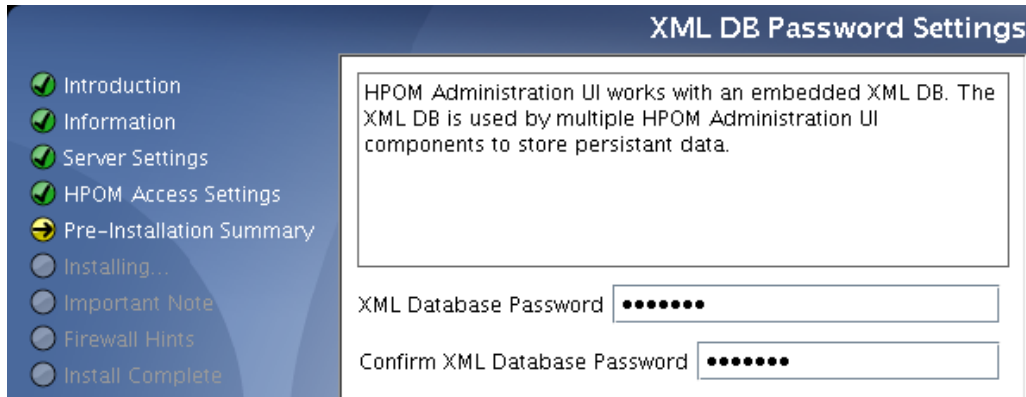 XML DB Password Settings
Introduction
Information
Server Settings
HPOM Access Settings
Pre-Installation Summary
Installing...
Important Note
Firewall Hints
Install Complete
HPOM Administration UI works with an embedded XML DB. The
XML DB is used by multiple HPOM Administration UI
components to store persistant data.
XML Database Password •••••••
Confirm XML Database Password •••••••